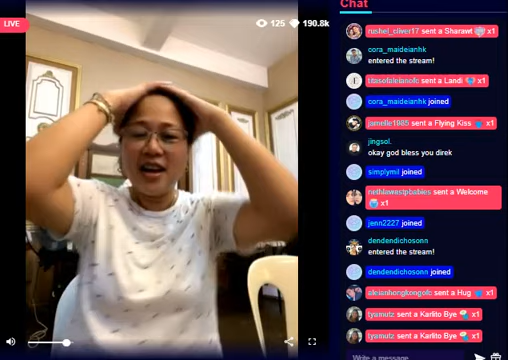 LIVE
125 190.8k
Chat
rushel_cliver17 sent a Sharawt x1
cora_maideianhk
entered the stream!
sent a Landi x1
cora_maideianhk joined
jamelle1985 sent a Flying Kiss x1
jingsol.
okay god bless you direk
simplymil joined
nethlawestpbabies sent a Welcome
x1
jenn2227 joined
dendendichosonn
entered the stream!
dendendichosonn joined
sent a Hug x1
tyamutz sent a Karlito Bye x1
tyamutz sent a Karlito Bye x1
Write a message...